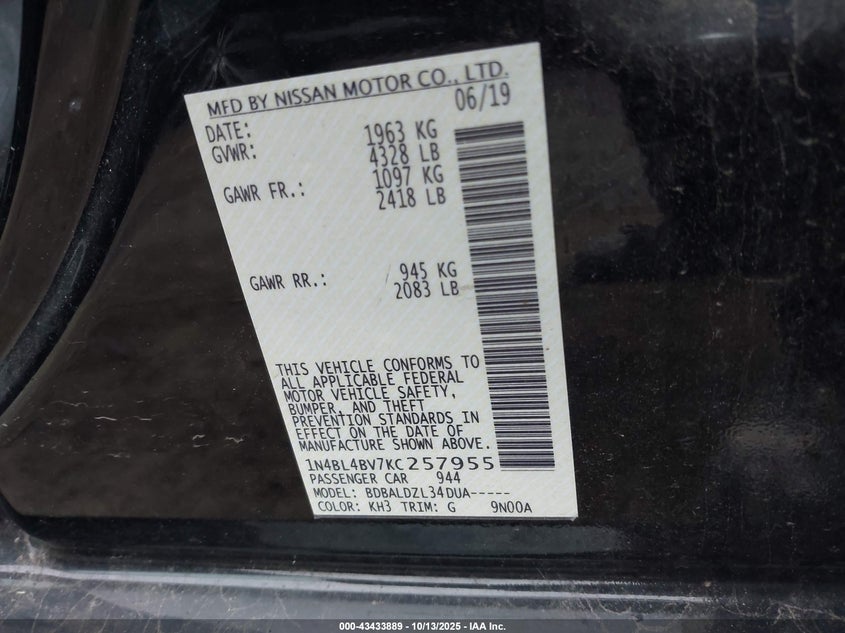 MFD BY NISSAN MOTOR CO., LTD.
DATE: 06/19
GVWR: 1963 KG
4328 LB
GAWR FR.: 1097 KG
2418 LB
GAWR RR.: 945 KG
2083 LB
THIS VEHICLE CONFORMS TO
ALL APPLICABLE FEDERAL
MOTOR VEHICLE SAFETY,
BUMPER, AND THEFT
PREVENTION STANDARDS IN
EFFECT ON THE DATE OF
MANUFACTURE SHOWN ABOVE.
1N4BL4BV7KC257955
PASSENGER CAR 944
MODEL: BDBALDZL34DUA-----
COLOR: KH3 TRIM: G 9N00A
000-43433889 - 10/13/2025 - IAA Inc.